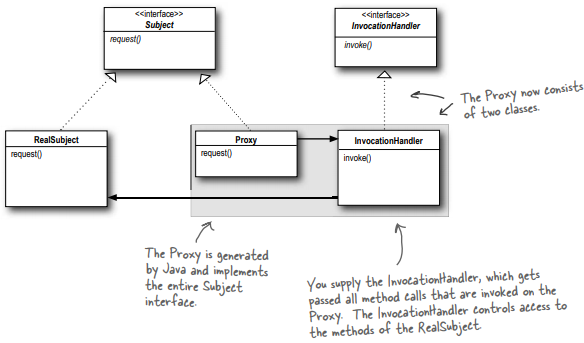 <<interface>>
Subject
request()
<<interface>>
InvocationHandler
invoke()
The Proxy now consists
of two classes.
RealSubject
request()
Proxy
request()
InvocationHandler
invoke()
The Proxy is generated
by Java and implements
the entire Subject
interface.
You supply the InvocationHandler, which gets
passed all method calls that are invoked on the
Proxy. The InvocationHandler controls access to
the methods of the RealSubject.